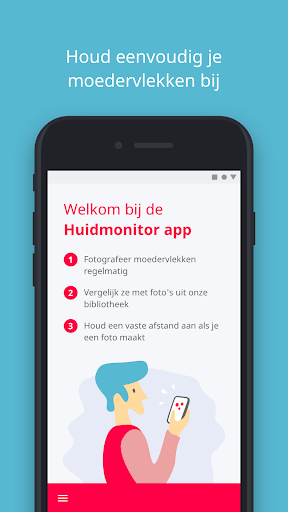 Houd eenvoudig je
moedervlekken bij
Welkom bij de
Huidmonitor app
1 Fotografeer moedervlekken
regelmatig
2 Vergelijk ze met foto's uit onze
bibliotheek
3 Houd een vaste afstand aan als je
een foto maakt